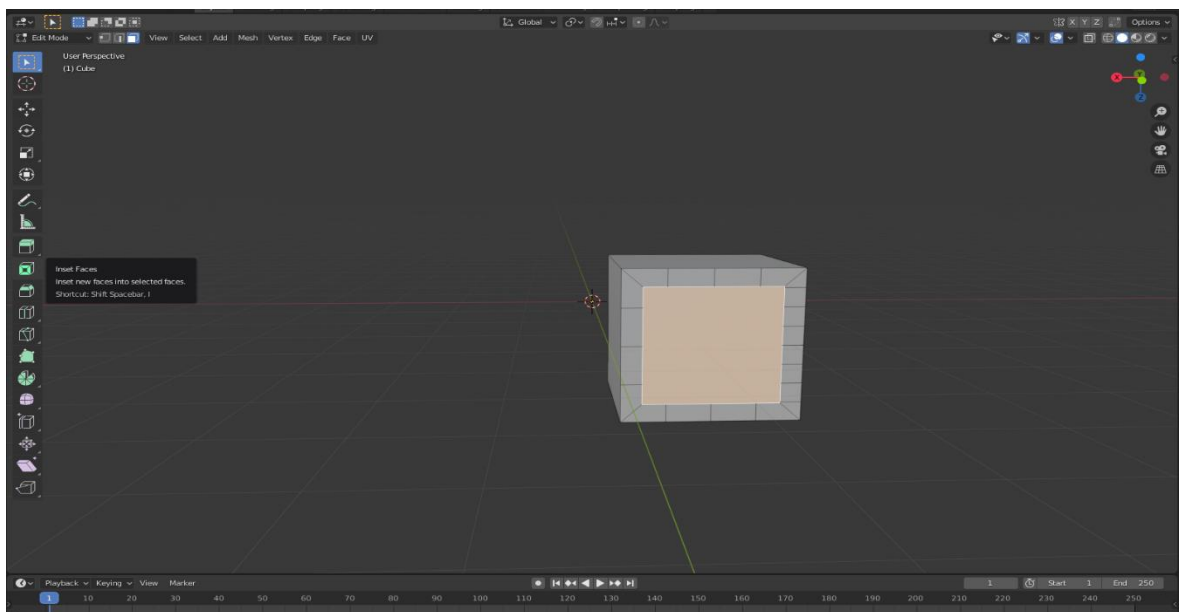 Global X Y Z Options
Edit Mode View Select Add Mesh Vertex Edge Face UV
User Perspective
(1) Cube
X
Y
Z
Inset Faces
Inset new faces into selected faces.
Shortcut: Shift Spacebar, I
Playback Keying View Marker 1 Start 1 End 250
1 10 20 30 40 50 60 70 80 90 100 110 120 130 140 150 160 170 180 190 200 210 220 230 240 250